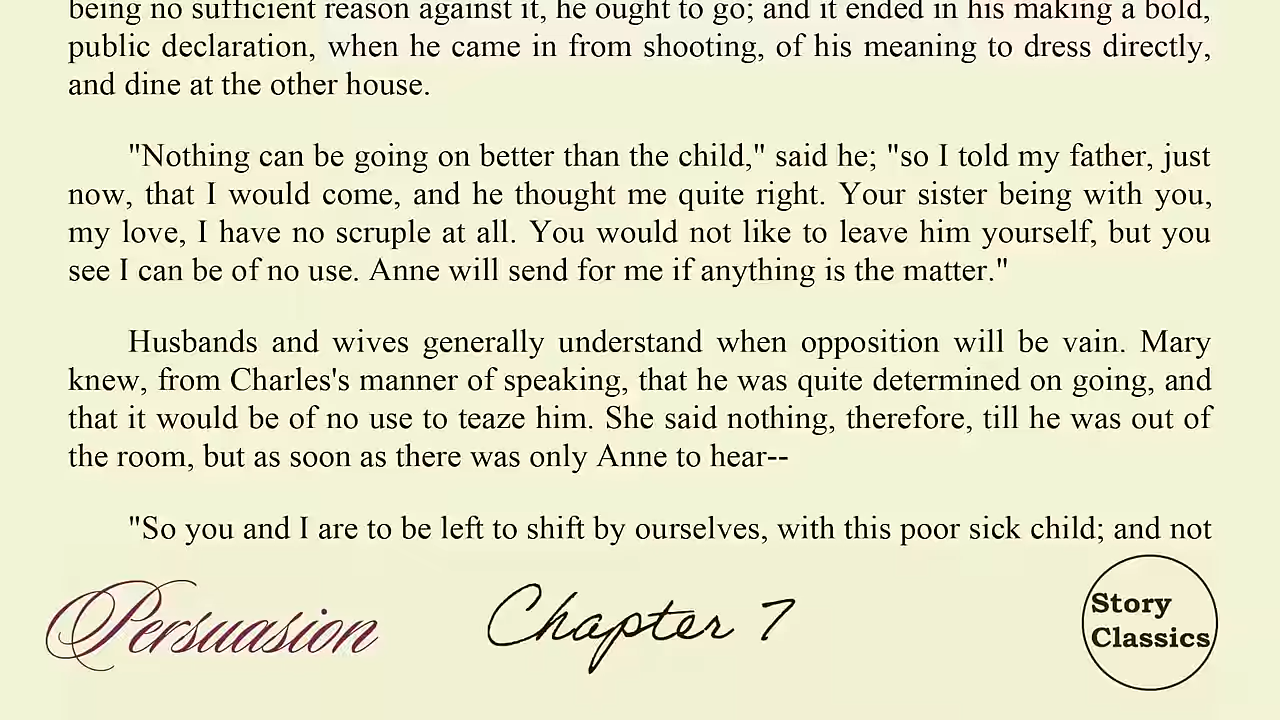 being no sufficient reason against it, he ought to go; and it ended in his making a bold,
public declaration, when he came in from shooting, of his meaning to dress directly,
and dine at the other house.
"Nothing can be going on better than the child," said he; "so I told my father, just
now, that I would come, and he thought me quite right. Your sister being with you,
my love, I have no scruple at all. You would not like to leave him yourself, but you
see I can be of no use. Anne will send for me if anything is the matter."
Husbands and wives generally understand when opposition will be vain. Mary
knew, from Charles's manner of speaking, that he was quite determined on going, and
that it would be of no use to teaze him. She said nothing, therefore, till he was out of
the room, but as soon as there was only Anne to hear--
"So you and I are to be left to shift by ourselves, with this poor sick child; and not
Persuasion
Chapter 7
Story
Classics